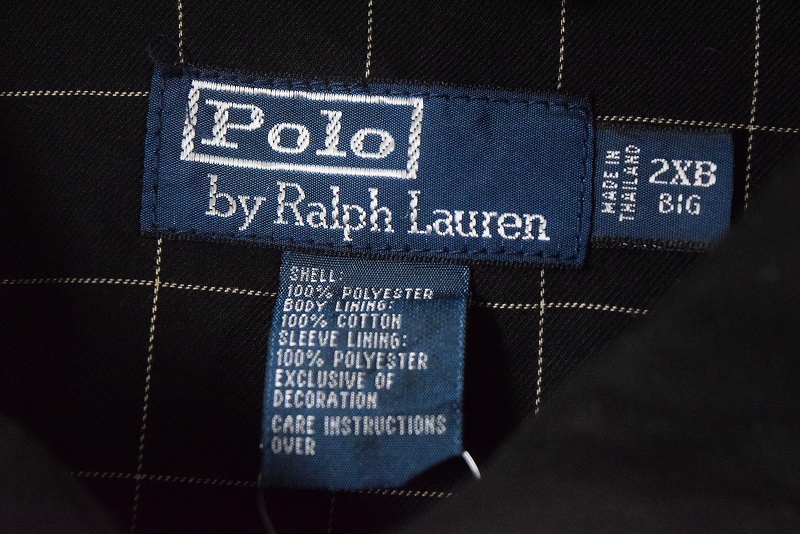 Polo
by Ralph Lauren
MADE IN
THAILAND
2XB
BIG
SHELL:
100% POLYESTER
BODY LINING:
100% COTTON
SLEEVE LINING:
100% POLYESTER
EXCLUSIVE OF
DECORATION
CARE INSTRUCTIONS
OVER